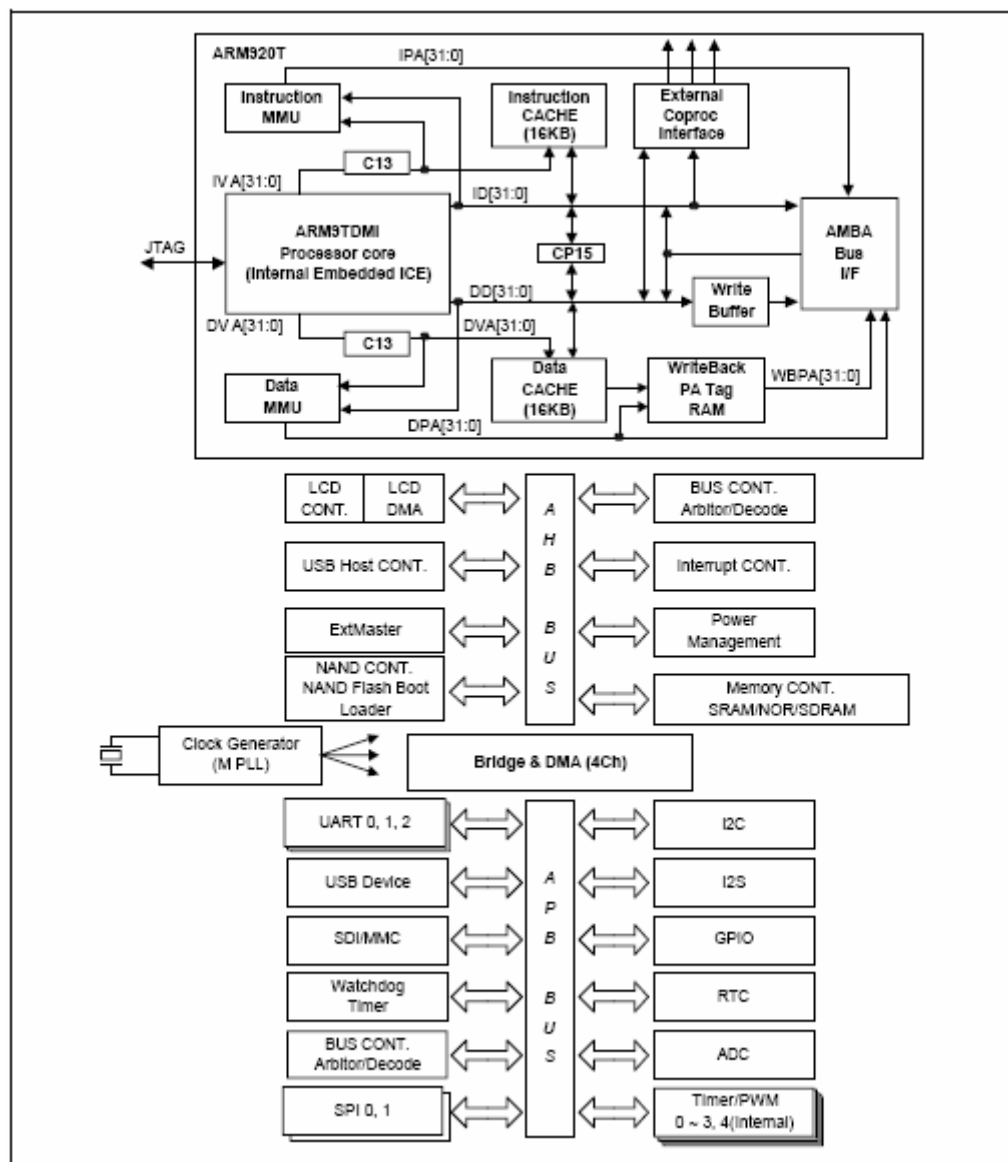 ARM920T
IPA[31:0]
Instruction
MMU
Instruction
CACHE
(16KB)
External
Coproc
Interface
C13
IV A[31:0]
ID[31:0]
ARM9TDMI
Processor core
(Internal Embedded ICE)
JTAG
CP15
AMBA
Bus
I/F
DD[31:0]
Write
Buffer
DV A[31:0]
DVA[31:0]
C13
Data
MMU
Data
CACHE
(16KB)
WriteBack
PA Tag
RAM
WBPA[31:0]
DPA[31:0]
LCD
CONT.
LCD
DMA
BUS CONT.
Arbitor/Decode
USB Host CONT.
Interrupt CONT.
ExtMaster
Power
Management
NAND CONT.
NAND Flash Boot
Loader
Memory CONT.
SRAM/NOR/SDRAM
A H B B U S
Clock Generator
(M PLL)
Bridge & DMA (4Ch)
UART 0, 1, 2
I2C
USB Device
I2S
SDI/MMC
GPIO
Watchdog
Timer
RTC
BUS CONT.
Arbitor/Decode
ADC
SPI 0, 1
Timer/PWM
0 ~ 3, 4(Internal)
A P B B U S